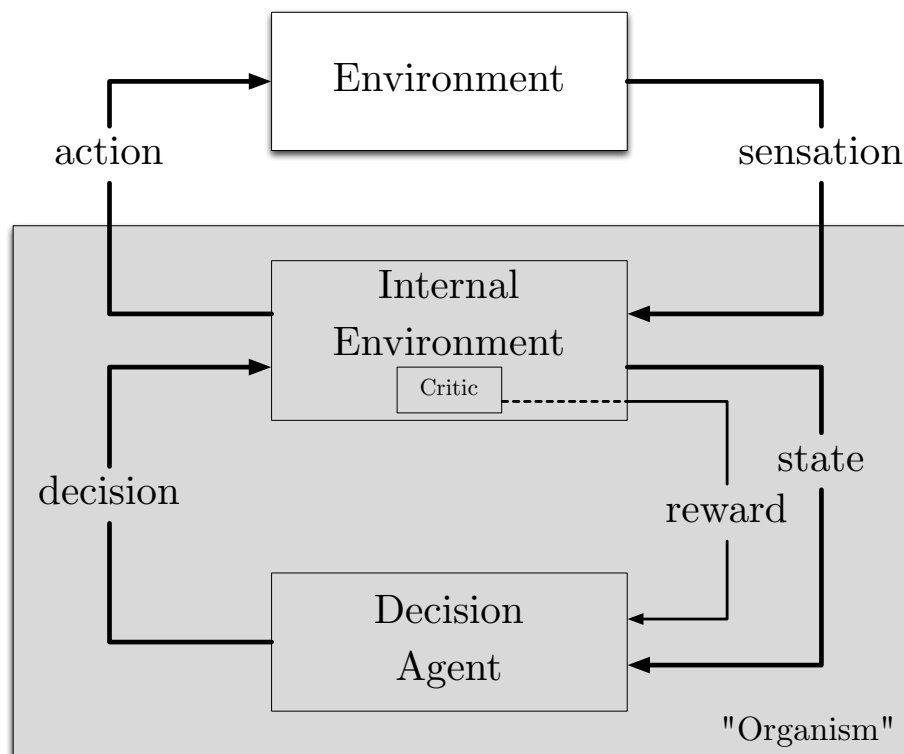 Environment
action
sensation
Internal
Environment
Critic
state
decision
reward
Decision
Agent
"Organism"